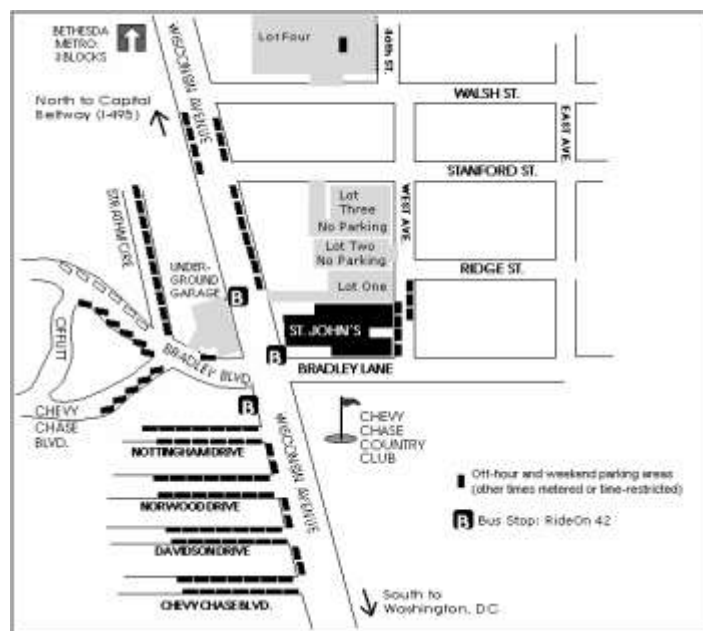 BETHESDA
METRO:
3 BLOCKS
WISCONSIN AVENUE
Lot Four
46th ST.
WALSH ST.
EAST AVE.
North to Capital
Beltway (I-495)
STANFORD ST.
STRATHMORE
Lot
Three
No Parking
Lot Two
No Parking
WEST AVE
RIDGE ST.
UNDER-
GROUND
GARAGE
Lot One
B
ST. JOHN'S
OFFUTT
BRADLEY BLVD.
B
BRADLEY LANE
CHEVY
CHASE
BLVD.
B
CHEVY
CHASE
COUNTRY
CLUB
WISCONSIN AVENUE
NOTTINGHAM DRIVE
Off-hour and weekend parking areas
(other times metered or time-restricted)
NORWOOD DRIVE
B Bus Stop: RideOn 42
DAVIDSON DRIVE
CHEVY CHASE BLVD.
South to
Washington, D.C.